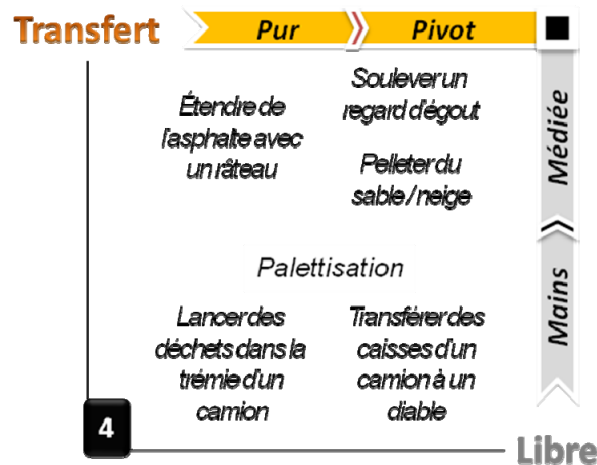 Transfert Pur Pivot
Étendre de
l'asphalte avec
un râteau
Soulever un
regard d'égout
Pelleter du
sable / neige
Médiée
Palettisation
Lancer des
déchets dans la
trémie d'un
camion
Transférer des
caisses d'un
camion à un
diable
Mains
4
Libre